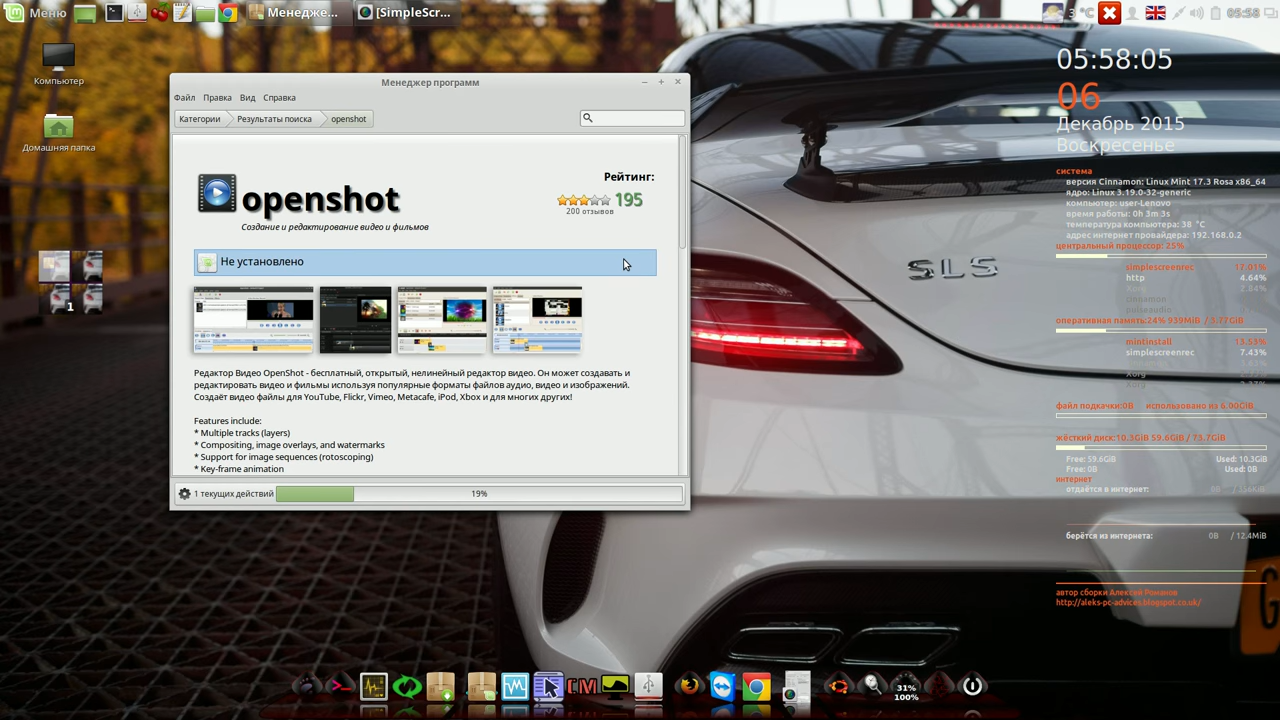 Меню
Менедже...
[SimpleScr...
3 °C
05:58
Компьютер
Домашняя папка
1
Менеджер программ
Файл Правка Вид Справка
Категории Результаты поиска openshot
openshot
Создание и редактирование видео и фильмов
Рейтинг:
195
200 отзывов
Не установлено
Редактор Видео OpenShot - бесплатный, открытый, нелинейный редактор видео. Он может создавать и
редактировать видео и фильмы используя популярные форматы файлов аудио, видео и изображений.
Создаёт видео файлы для YouTube, Flickr, Vimeo, Metacafe, iPod, Xbox и для многих других!
Features include:
* Multiple tracks (layers)
* Compositing, image overlays, and watermarks
* Support for image sequences (rotoscoping)
* Key-frame animation
1 текущих действий
19%
SLS
05:58:05
06
Декабрь 2015
Воскресенье
система
версия Cinnamon: Linux Mint 17.3 Rosa x86_64
ядро: Linux 3.19.0-32-generic
компьютер: user-Lenovo
время работы: 0h 3m 3s
температура компьютера: 38 °C
адрес интернет провайдера: 192.168.0.2
центральный процессор: 25%
simplescreenrec 17.01%
http 4.64%
Xorg 2.84%
cinnamon
pulseaudio
оперативная память:24% 939MiB / 3.77GiB
mintinstall 13.53%
simplescreenrec 7.43%
Xorg
файл подкачки:0B использовано из 6.00GiB
жёсткий диск:10.3GiB 59.6GiB / 73.7GiB
Free: 59.6GiB Used: 10.3GiB
Free: 0B Used: 0B
интернет
отдаётся в интернет: 0B
берётся из интернета: 0B / 12.4MiB
автор сборки Алексей Романов
http://aleks-pc-advices.blogspot.co.uk/
31%
100%